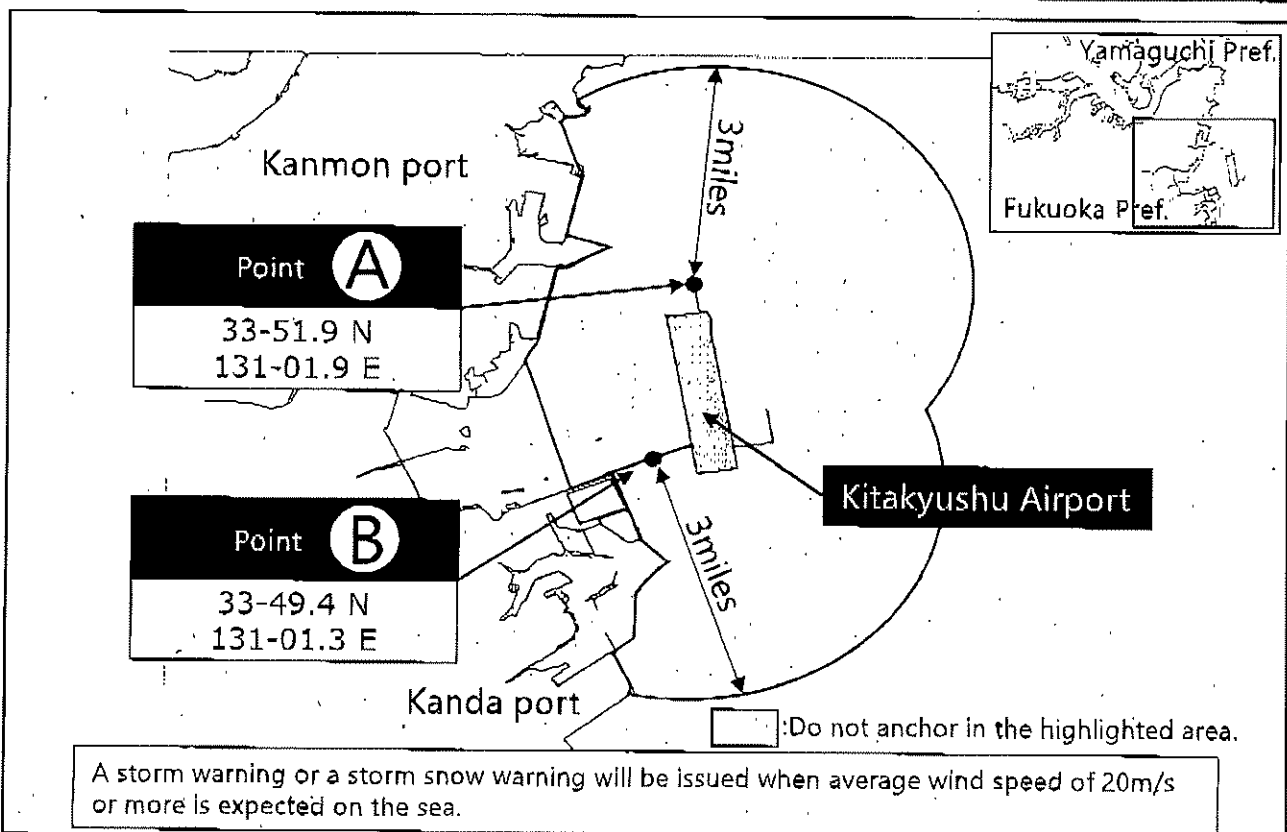 Yamaguchi Pref.
Fukuoka Pref.
Kanmon port
3miles
Point A
33-51.9 N
131-01.9 E
Kitakyushu Airport
Point B
33-49.4 N
131-01.3 E
3miles
Kanda port
:Do not anchor in the highlighted area.
A storm warning or a storm snow warning will be issued when average wind speed of 20m/s
or more is expected on the sea.